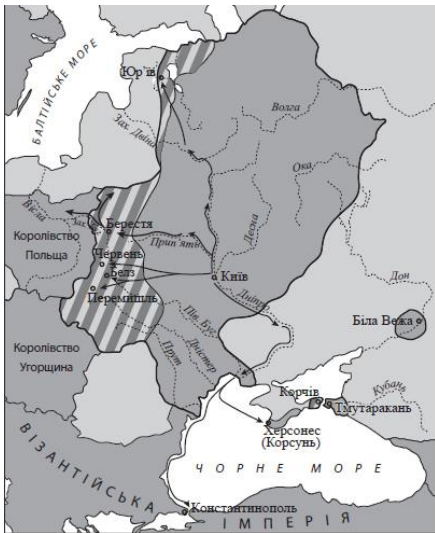 БАЛТІЙСЬКЕ МОРЕ
Юр'їв
Зах. Двіна
Волга
Ока
Вісла
Берестя
Десна
Королівство
Польща
Прип'ять
Червень
Белз
Київ
Дніпро
Дон
Перемишль
Біла Вежа
Пів. Буг
Дністер
Прут
Королівство
Угорщина
Корчів
Кубань
Тмутаракань
Херсонес
(Корсунь)
ЧОРНЕ МОРЕ
Константинополь
ВІЗАНТІЙСЬКА
ІМПЕРІЯ